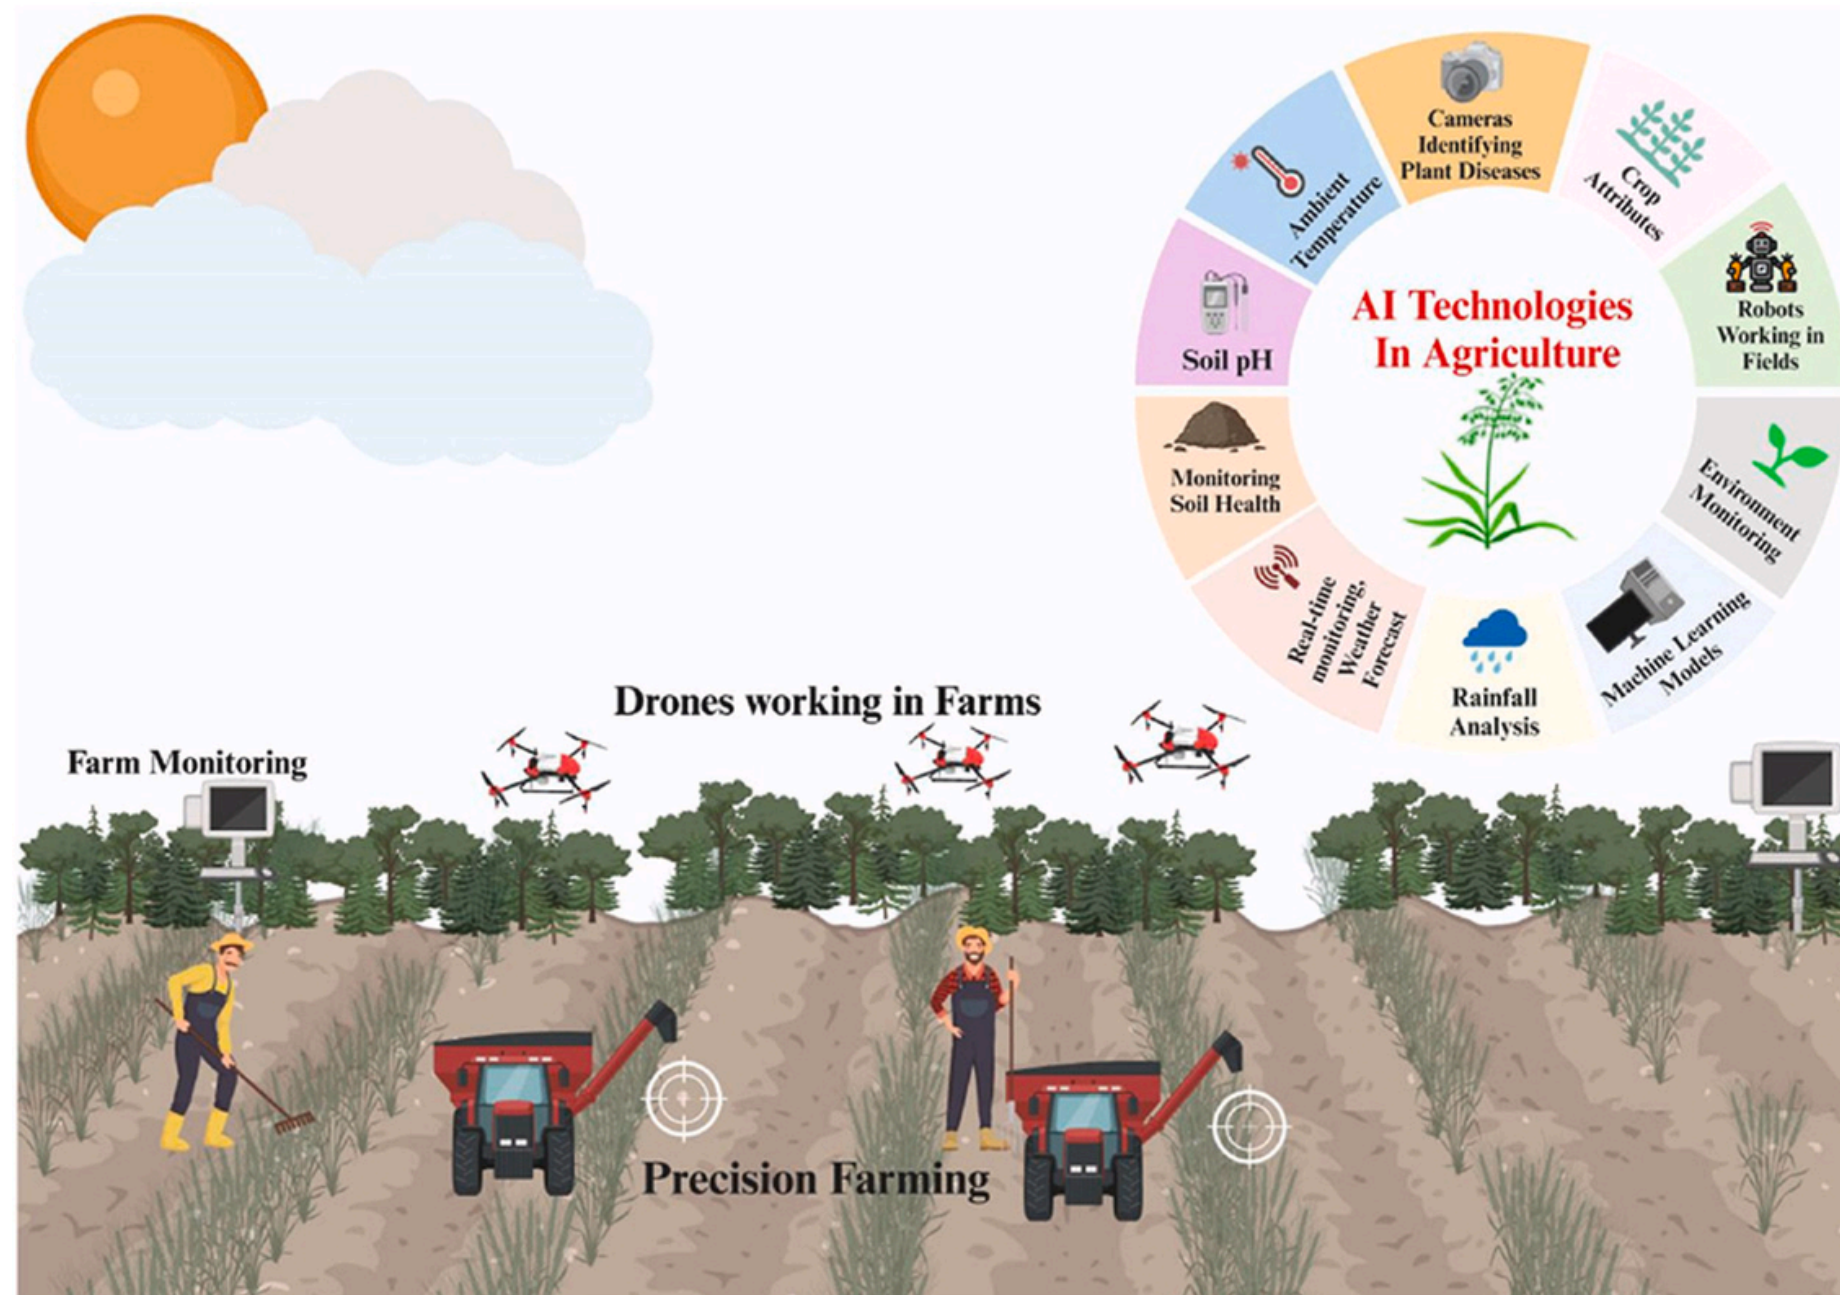 Cameras
Identifying
Plant Diseases
Crop
Attributes
Robots
Working in
Fields
Environment
Monitoring
Machine Learning
Models
Rainfall
Analysis
Real-time
monitoring,
Weather
Forecast
Monitoring
Soil Health
Soil pH
Ambient
Temperature
AI Technologies
In Agriculture
Drones working in Farms
Farm Monitoring
Precision Farming